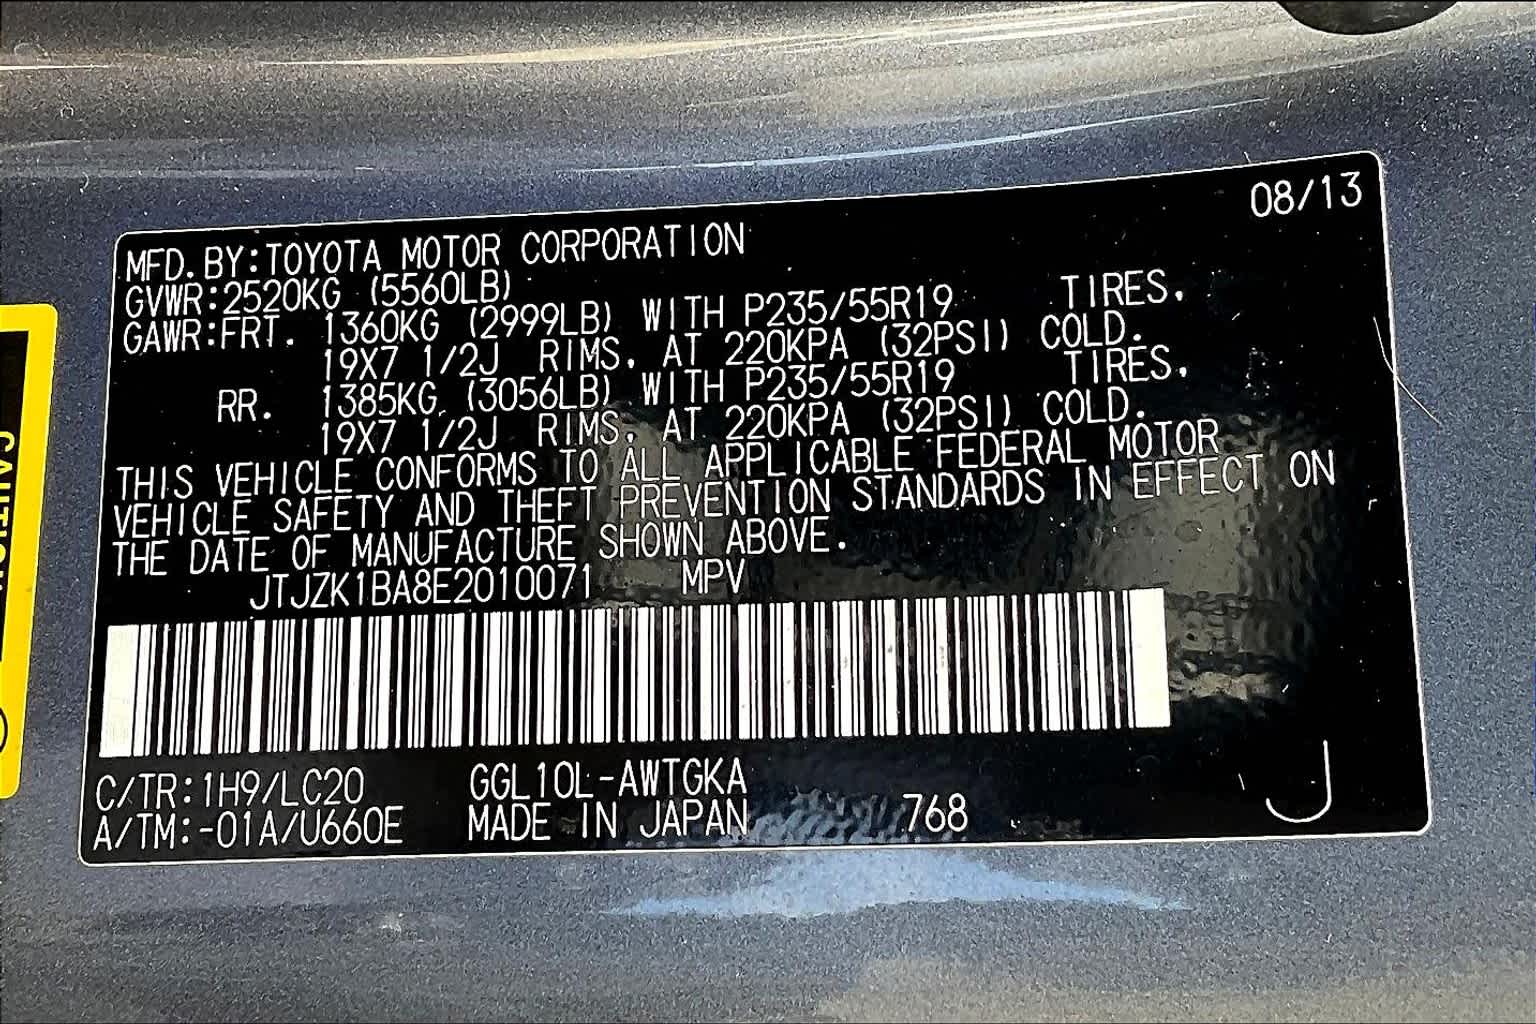 08/13
MFD. BY:TOYOTA MOTOR CORPORATION
GVWR:2520KG (5560LB)
GAWR:FRT. 1360KG (2999LB) WITH P235/55R19 TIRES,
19X7 1/2J RIMS, AT 220KPA (32PSI) COLD.
RR. 1385KG (3056LB) WITH P235/55R19 TIRES,
19X7 1/2J RIMS, AT 220KPA (32PSI) COLD.
THIS VEHICLE CONFORMS TO ALL APPLICABLE FEDERAL MOTOR
VEHICLE SAFETY AND THEFT PREVENTION STANDARDS IN EFFECT ON
THE DATE OF MANUFACTURE SHOWN ABOVE.
JTJZK1BA8E2010071 MPV
C/TR:1H9/LC20 GGL10L-AWTGKA
A/TM:-01A/U660E MADE IN JAPAN 768
J